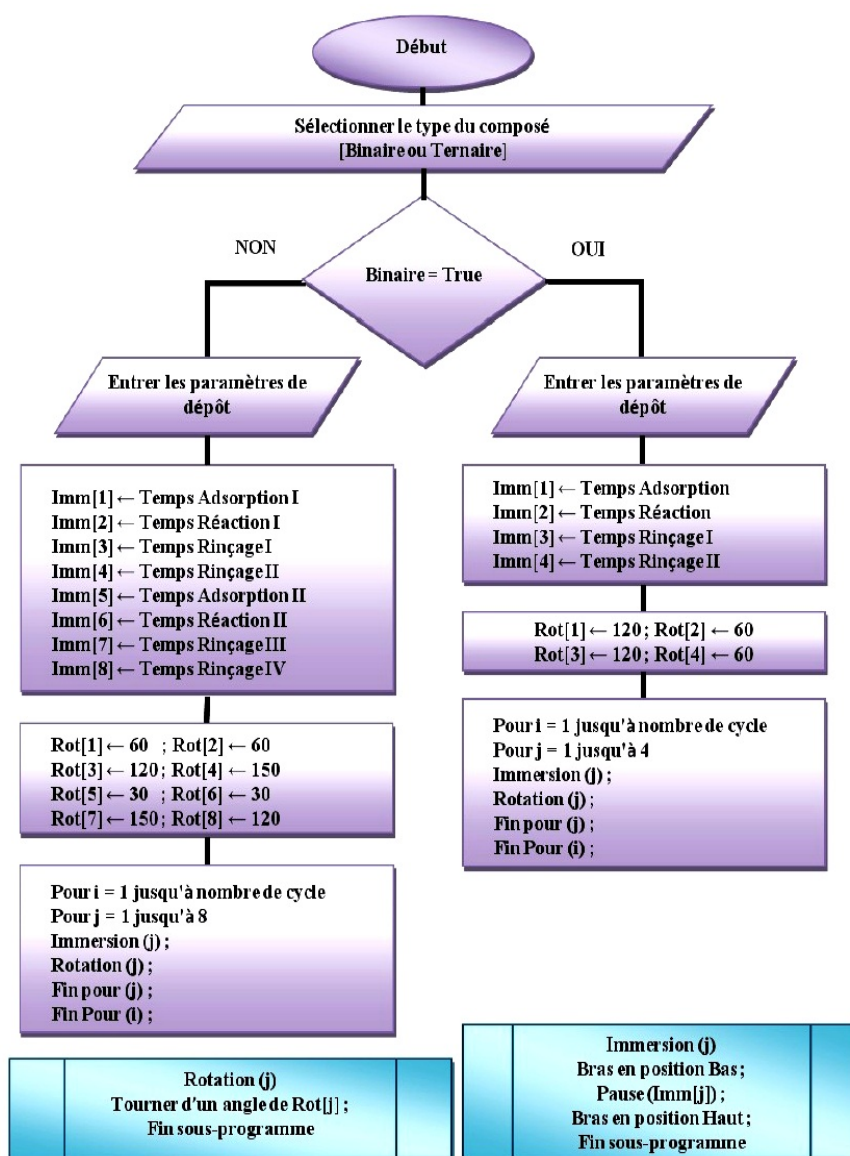 Début
Sélectionner le type du composé
[Binaire ou Ternaire]
NON
OUI
Binaire = True
Entrer les paramètres de
dépôt
Imm[1] ← Temps Adsorption I
Imm[2] ← Temps Réaction I
Imm[3] ← Temps Rinçage I
Imm[4] ← Temps Rinçage II
Imm[5] ← Temps Adsorption II
Imm[6] ← Temps Réaction II
Imm[7] ← Temps Rinçage III
Imm[8] ← Temps Rinçage IV
Rot[1] ← 60 ; Rot[2] ← 60
Rot[3] ← 120; Rot[4] ← 150
Rot[5] ← 30 ; Rot[6] ← 30
Rot[7] ← 150; Rot[8] ← 120
Pour i = 1 jusqu'à nombre de cycle
Pour j = 1 jusqu'à 8
Immersion (j) ;
Rotation (j) ;
Fin pour (j) ;
Fin Pour (i) ;
Rotation (j)
Tourner d'un angle de Rot[j] ;
Fin sous-programme
Entrer les paramètres de
dépôt
Imm[1] ← Temps Adsorption
Imm[2] ← Temps Réaction
Imm[3] ← Temps Rinçage I
Imm[4] ← Temps Rinçage II
Rot[1] ← 120 ; Rot[2] ← 60
Rot[3] ← 120; Rot[4] ← 60
Pour i = 1 jusqu'à nombre de cycle
Pour j = 1 jusqu'à 4
Immersion (j) ;
Rotation (j) ;
Fin pour (j) ;
Fin Pour (i) ;
Immersion (j)
Bras en position Bas ;
Pause (Imm[j]) ;
Bras en position Haut ;
Fin sous-programme